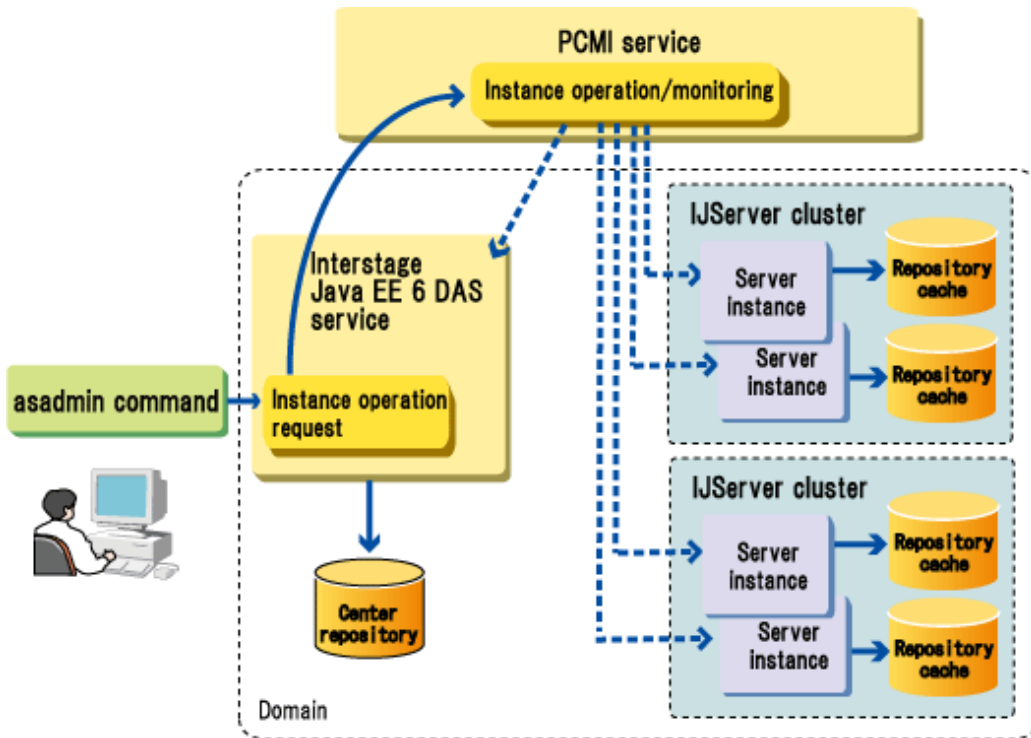 PCMI service
Instance operation/monitoring
IJServer cluster
Server
instance
Repository
cache
Server
instance
Repository
cache
Interstage
Java EE 6 DAS
service
asadmin command
Instance operation
request
Center
repository
IJServer cluster
Server
instance
Repository
cache
Server
instance
Repository
cache
Domain